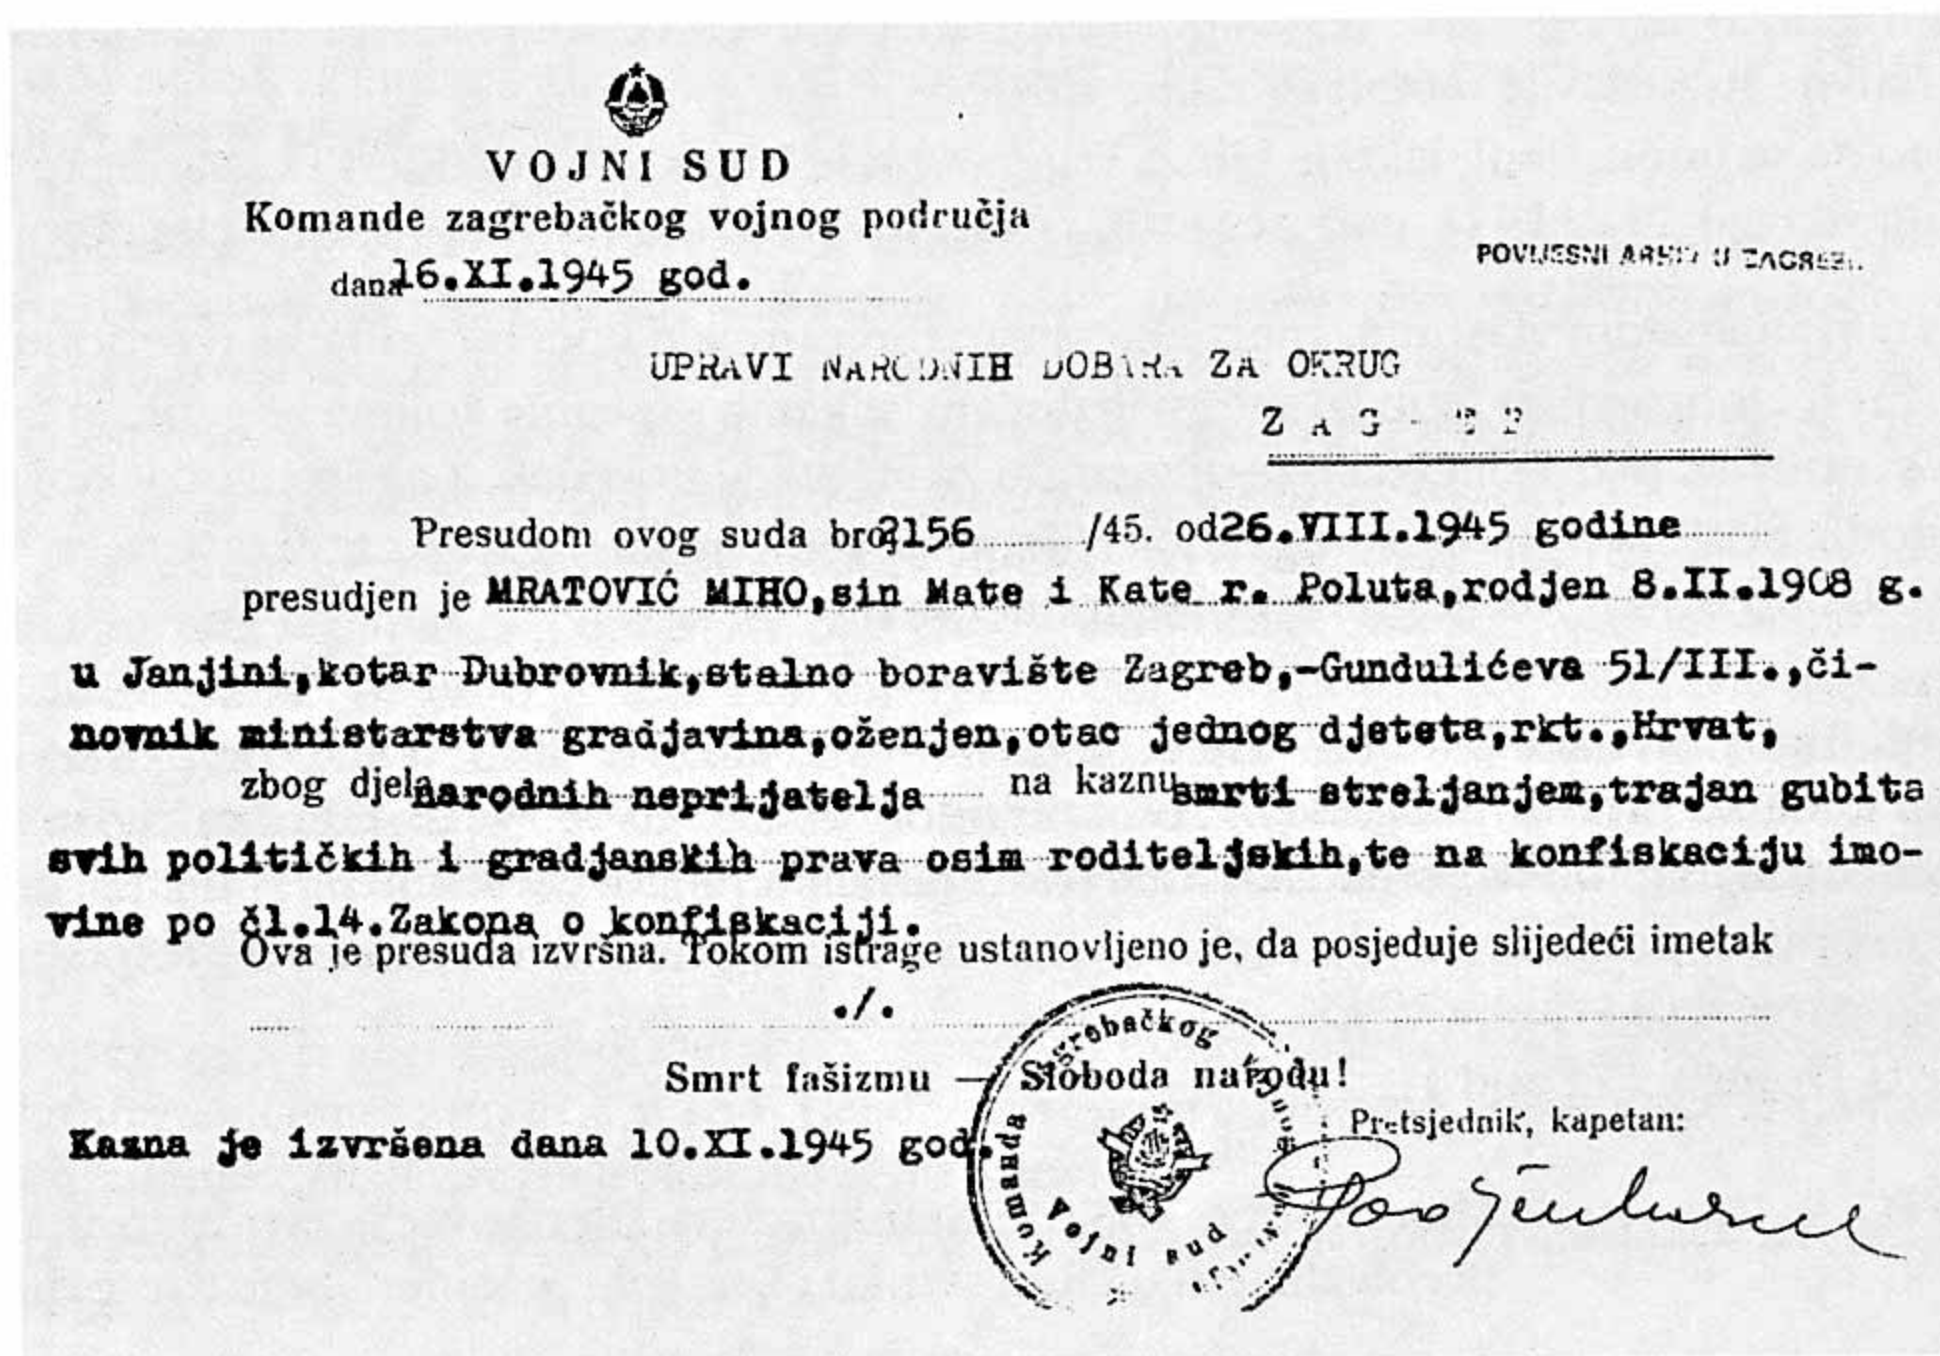 VOJNI SUD
Komande zagrebačkog vojnog područja
dana 16.XI.1945 god.
POVIJESNI ARHIV U ZAGREBU
UPRAVI NARODNIH DOBARA ZA OKRUG
ZAGREB
Presudom ovog suda broj 2156 /45. od 26.VIII.1945 godine
presudjen je MRATOVIĆ MIHO,sin Mate i Kate r. Poluta,rodjen 8.II.1908 g.
u Janjini,kotar Dubrovnik,stalno boravište Zagreb,-Gundulićeva 51/III.,či-
novnik ministarstva gradjavina,oženjen,otac jednog djeteta,rkt.,Hrvat,
zbog djela narodnih neprijatelja na kaznu smrti streljanjem,trajan gubita
svih političkih i gradjanskih prava osim roditeljskih,te na konfiskaciju imo-
vine po čl.14.Zakona o konfiskaciji.
Ova je presuda izvršna. Tokom istrage ustanovljeno je, da posjeduje slijedeći imetak
./.
Smrt fašizmu — Sloboda narodu!
Kazna je izvršena dana 10.XI.1945 god.
Pretsjednik, kapetan:
Komanda zagrebačkog
Vojni sud